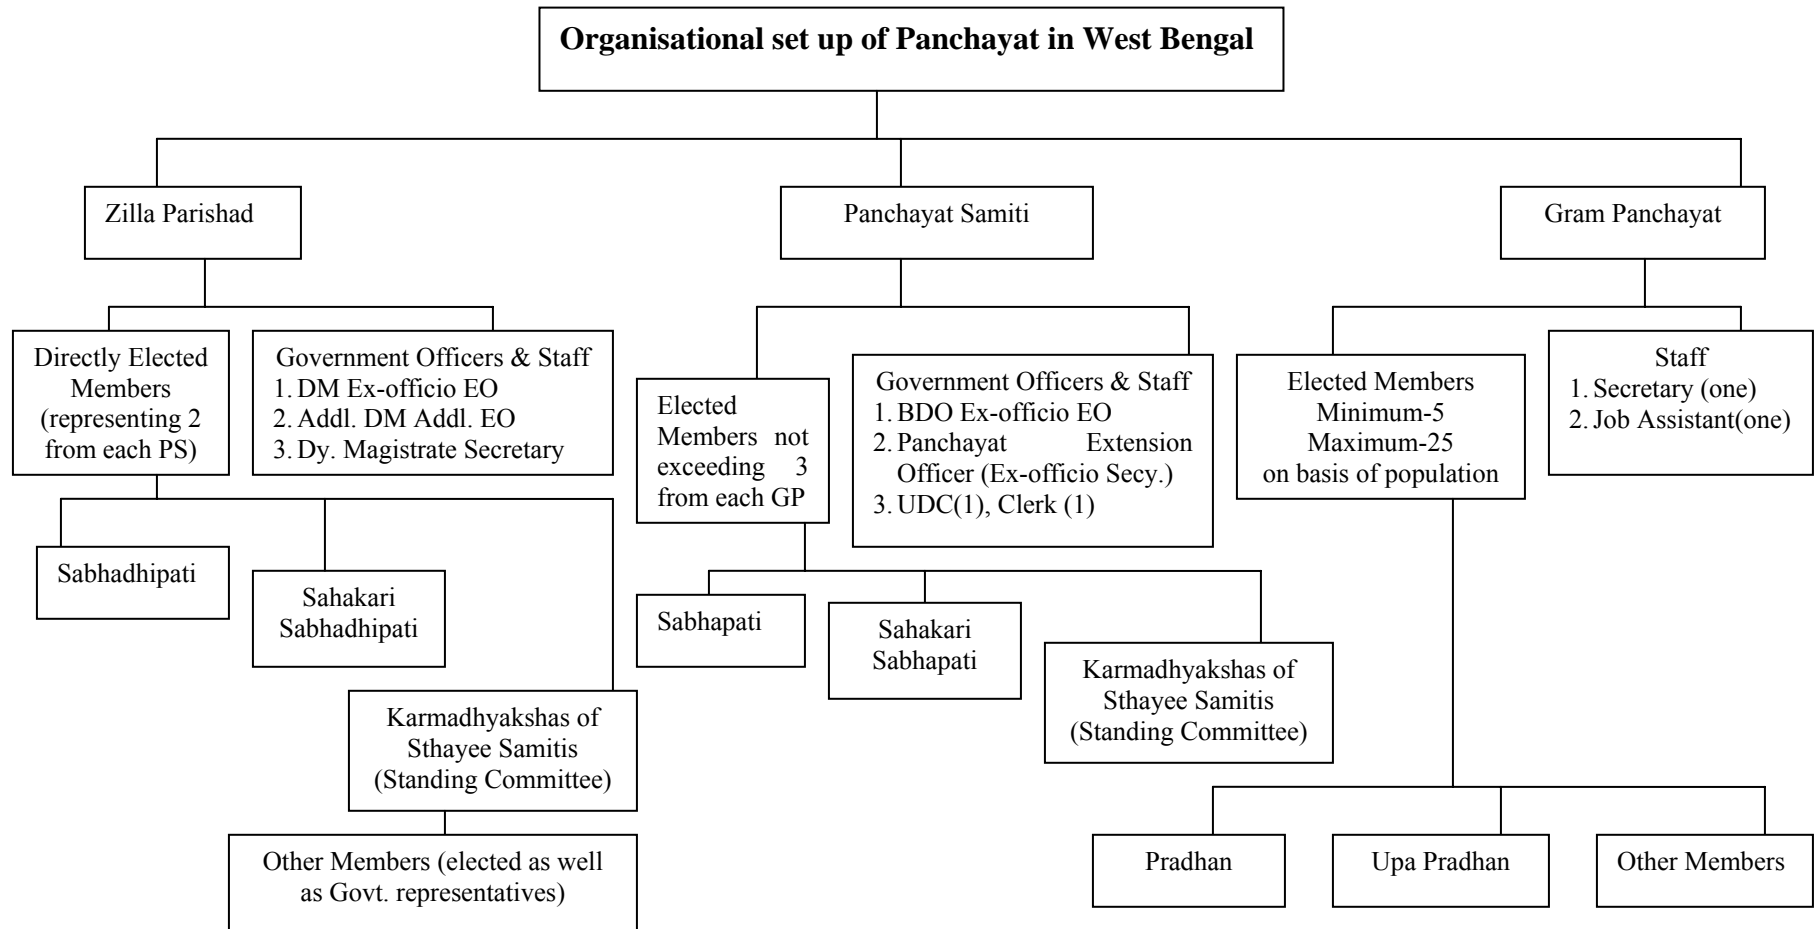 Organisational set up of Panchayat in West Bengal
Zilla Parishad
Panchayat Samiti
Gram Panchayat
Directly Elected
Members
(representing 2
from each PS)
Government Officers & Staff
1. DM Ex-officio EO
2. Addl. DM Addl. EO
3. Dy. Magistrate Secretary
Elected
Members not
exceeding 3
from each GP
Government Officers & Staff
1. BDO Ex-officio EO
2. Panchayat Extension
Officer (Ex-officio Secy.)
3. UDC(1), Clerk (1)
Elected Members
Minimum-5
Maximum-25
on basis of population
Staff
1. Secretary (one)
2. Job Assistant(one)
Sabhadhipati
Sahakari
Sabhadhipati
Karmadhyakshas of
Sthayee Samitis
(Standing Committee)
Other Members (elected as well
as Govt. representatives)
Sabhapati
Sahakari
Sabhapati
Karmadhyakshas of
Sthayee Samitis
(Standing Committee)
Pradhan
Upa Pradhan
Other Members